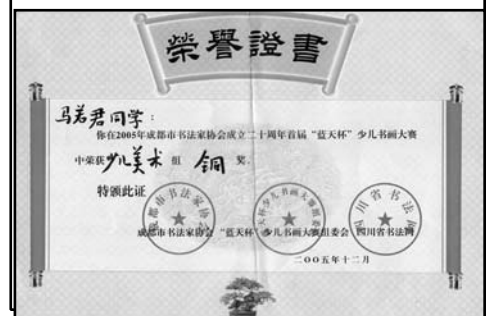 榮譽證書
马若君同学：
你在2005年成都市书法家协会成立二十周年首届“蓝天杯”少儿书画大赛
中荣获少儿美术组 铜 奖。
特颁此证
成都市书法家协会 “蓝天杯”少儿书画大赛组委会 四川省书法网
二〇〇五年十二月